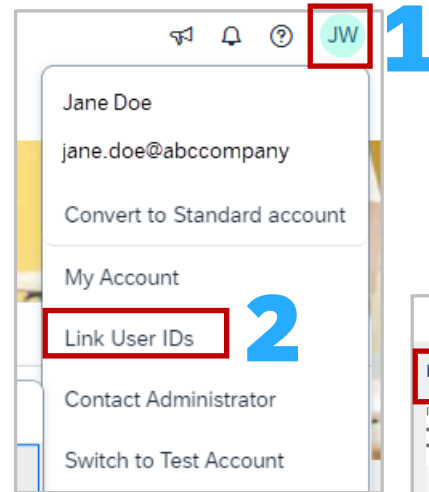 JW
1
Jane Doe
jane.doe@abccompany
Convert to Standard account
My Account
Link User IDs
2
Contact Administrator
Switch to Test Account